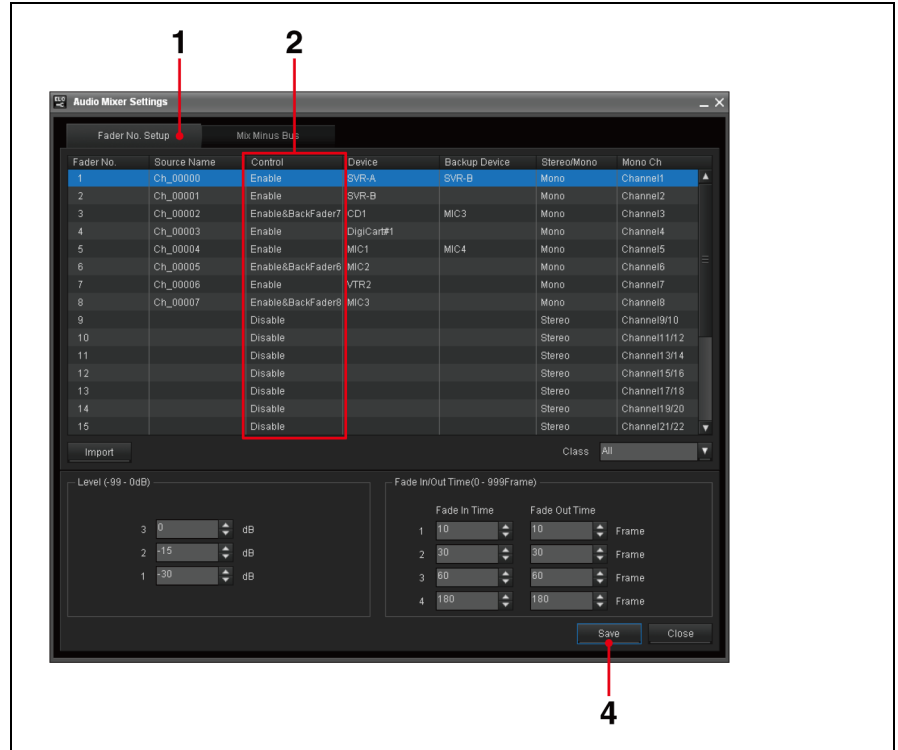 1 2
ELC Audio Mixer Settings
Fader No. Setup Mix Minus Bus
Fader No. Source Name Control Device Backup Device Stereo/Mono Mono Ch
1 Ch_00000 Enable SVR-A SVR-B Mono Channel1
2 Ch_00001 Enable SVR-B Mono Channel2
3 Ch_00002 Enable&BackFader7 CD1 MIC3 Mono Channel3
4 Ch_00003 Enable DigiCart#1 Mono Channel4
5 Ch_00004 Enable MIC1 MIC4 Mono Channel5
6 Ch_00005 Enable&BackFader6 MIC2 Mono Channel6
7 Ch_00006 Enable VTR2 Mono Channel7
8 Ch_00007 Enable&BackFader8 MIC3 Mono Channel8
9 Disable Stereo Channel9/10
10 Disable Stereo Channel11/12
11 Disable Stereo Channel13/14
12 Disable Stereo Channel15/16
13 Disable Stereo Channel17/18
14 Disable Stereo Channel19/20
15 Disable Stereo Channel21/22
Import Class All
Level (-99 - 0dB) Fade In/Out Time(0 - 999Frame)
Fade In Time Fade Out Time
3 0 dB 1 10 10 Frame
2 -15 dB 2 30 30 Frame
1 -30 dB 3 60 60 Frame
4 180 180 Frame
Save Close
4